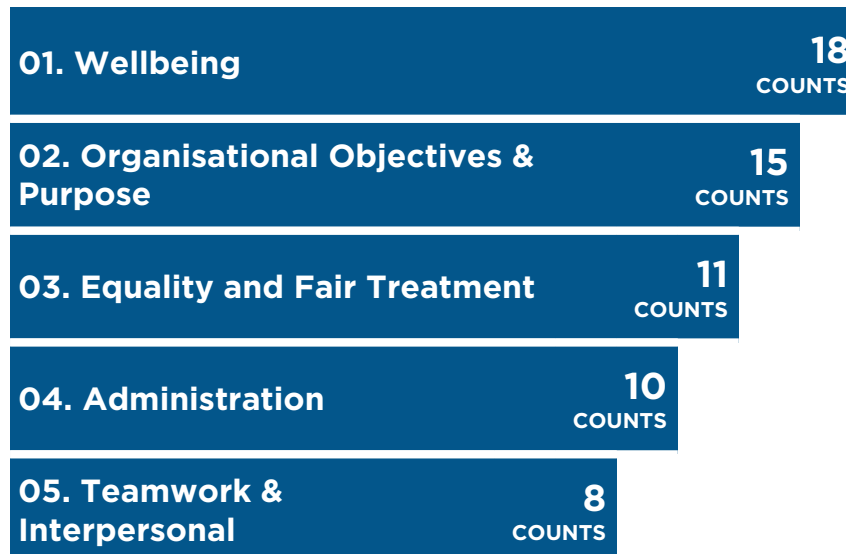 01. Wellbeing
18
COUNTS
02. Organisational Objectives &
Purpose
15
COUNTS
03. Equality and Fair Treatment
11
COUNTS
04. Administration
10
COUNTS
05. Teamwork &
Interpersonal
8
COUNTS